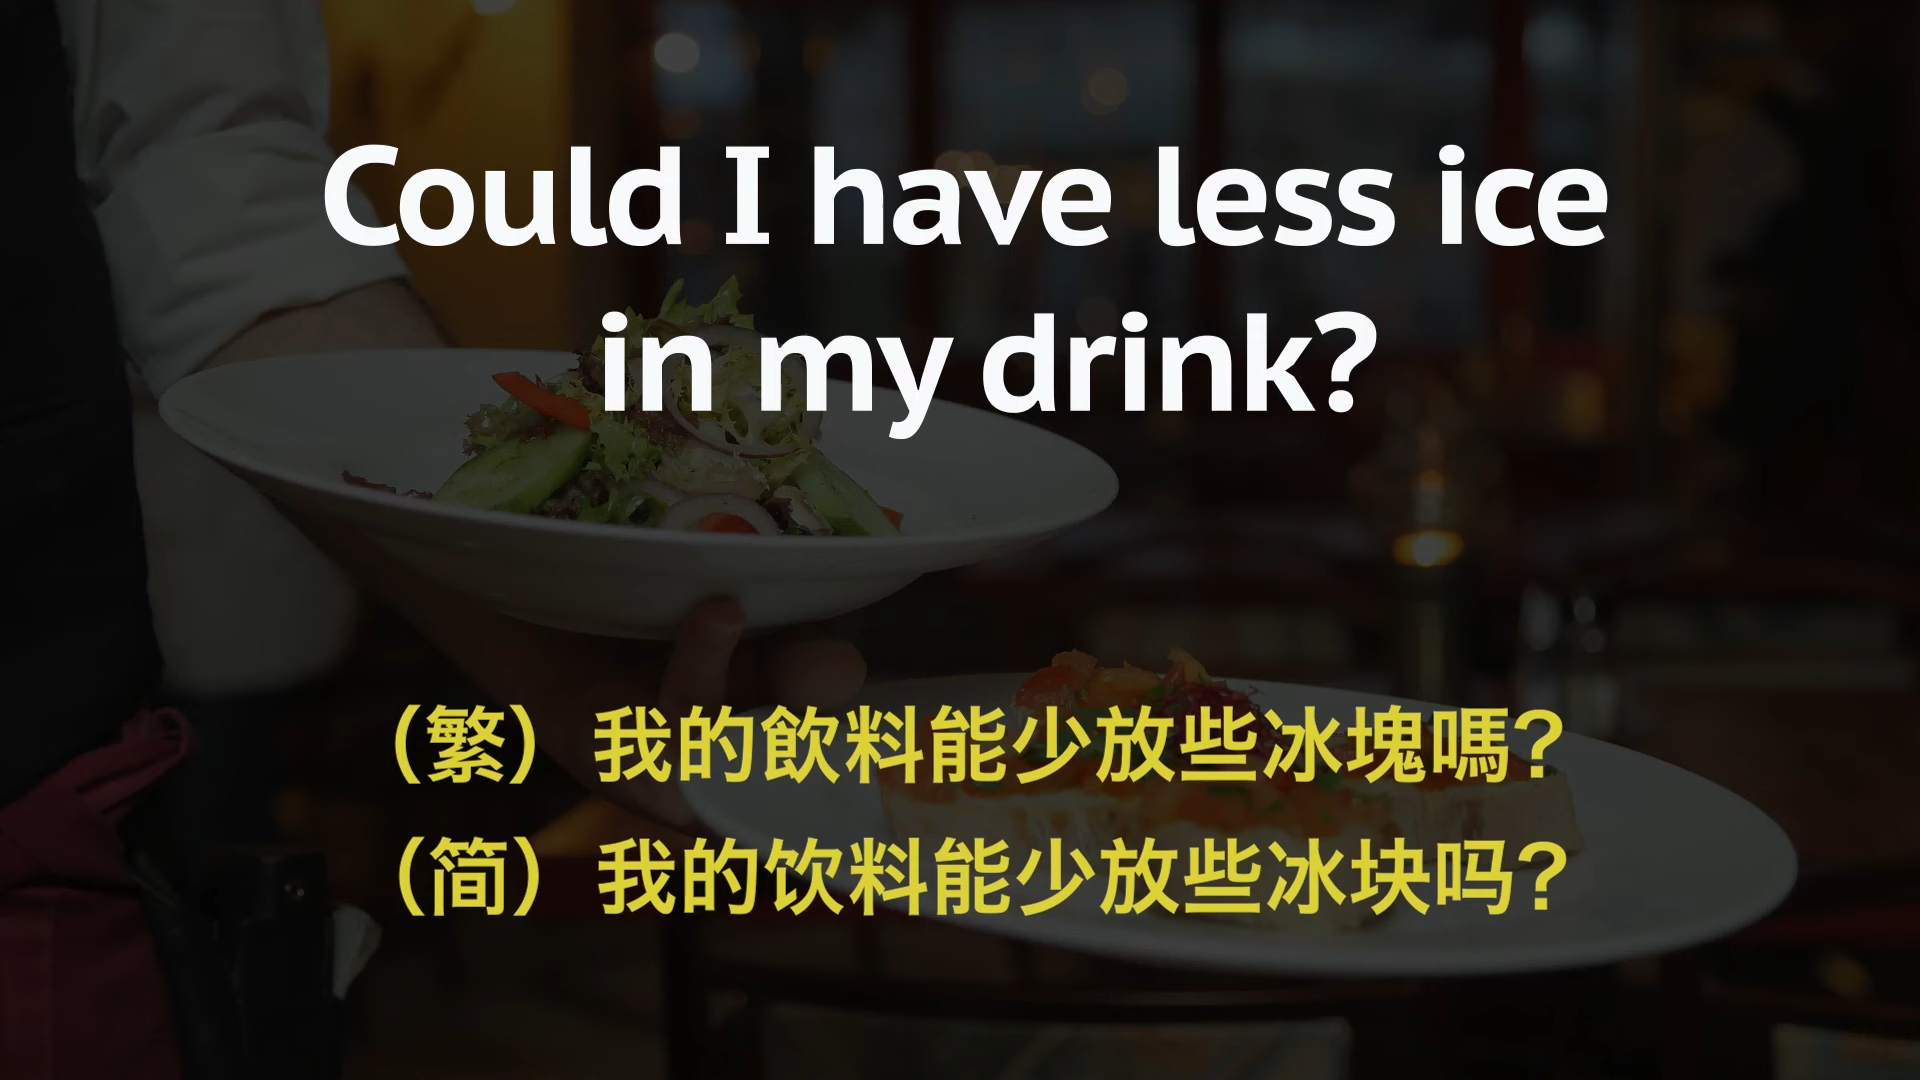 Could I have less ice
in my drink?
（繁）我的飲料能少放些冰塊嗎？
（简）我的饮料能少放些冰块吗？